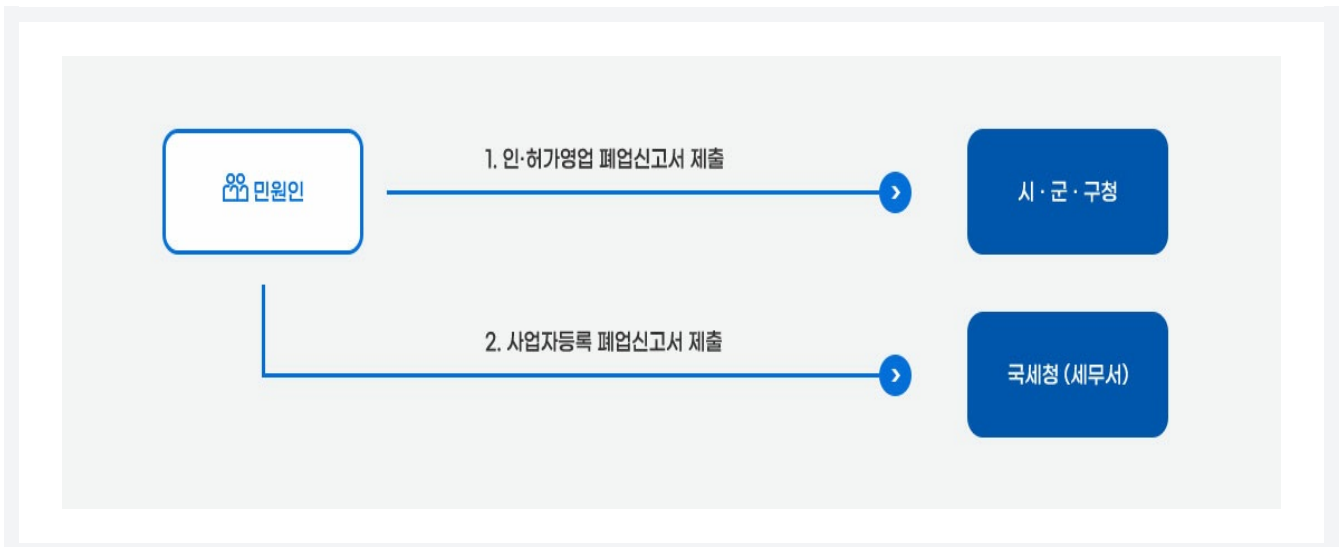 1. 인·허가영업 폐업신고서 제출
민원인
시·군·구청
2. 사업자등록 폐업신고서 제출
국세청 (세무서)